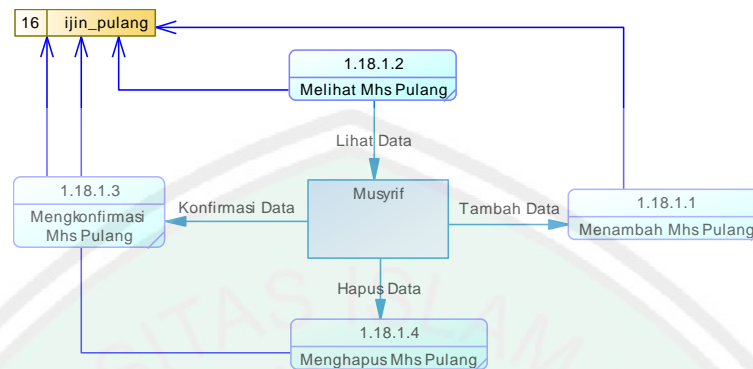 16 ijin_pulang
1.18.1.2
Melihat Mhs Pulang
Lihat Data
1.18.1.3
Mengkonfirmasi
Mhs Pulang
Konfirmasi Data
Musyrif
Tambah Data
1.18.1.1
Menambah Mhs Pulang
Hapus Data
1.18.1.4
Menghapus Mhs Pulang
SITAS ISLAM